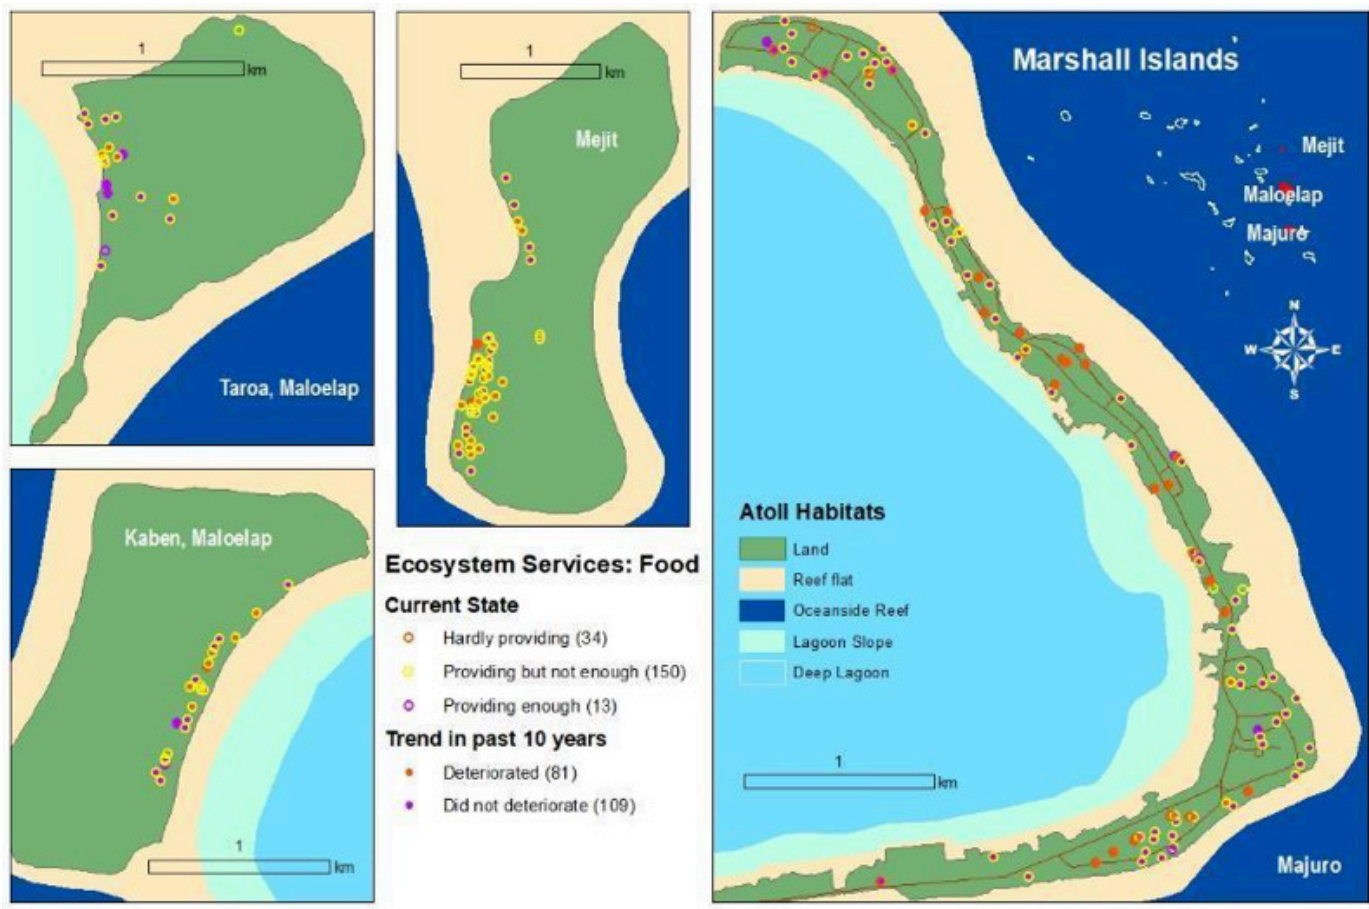 1
km
Taroa, Maloelap
1
km
Mejit
Marshall Islands
Mejit
Maloelap
Majuro
N
W E
S
Kaben, Maloelap
1
km
Ecosystem Services: Food
Current State
Hardly providing (34)
Providing but not enough (150)
Providing enough (13)
Trend in past 10 years
Deteriorated (81)
Did not deteriorate (109)
Atoll Habitats
Land
Reef flat
Oceanside Reef
Lagoon Slope
Deep Lagoon
1
km
Majuro